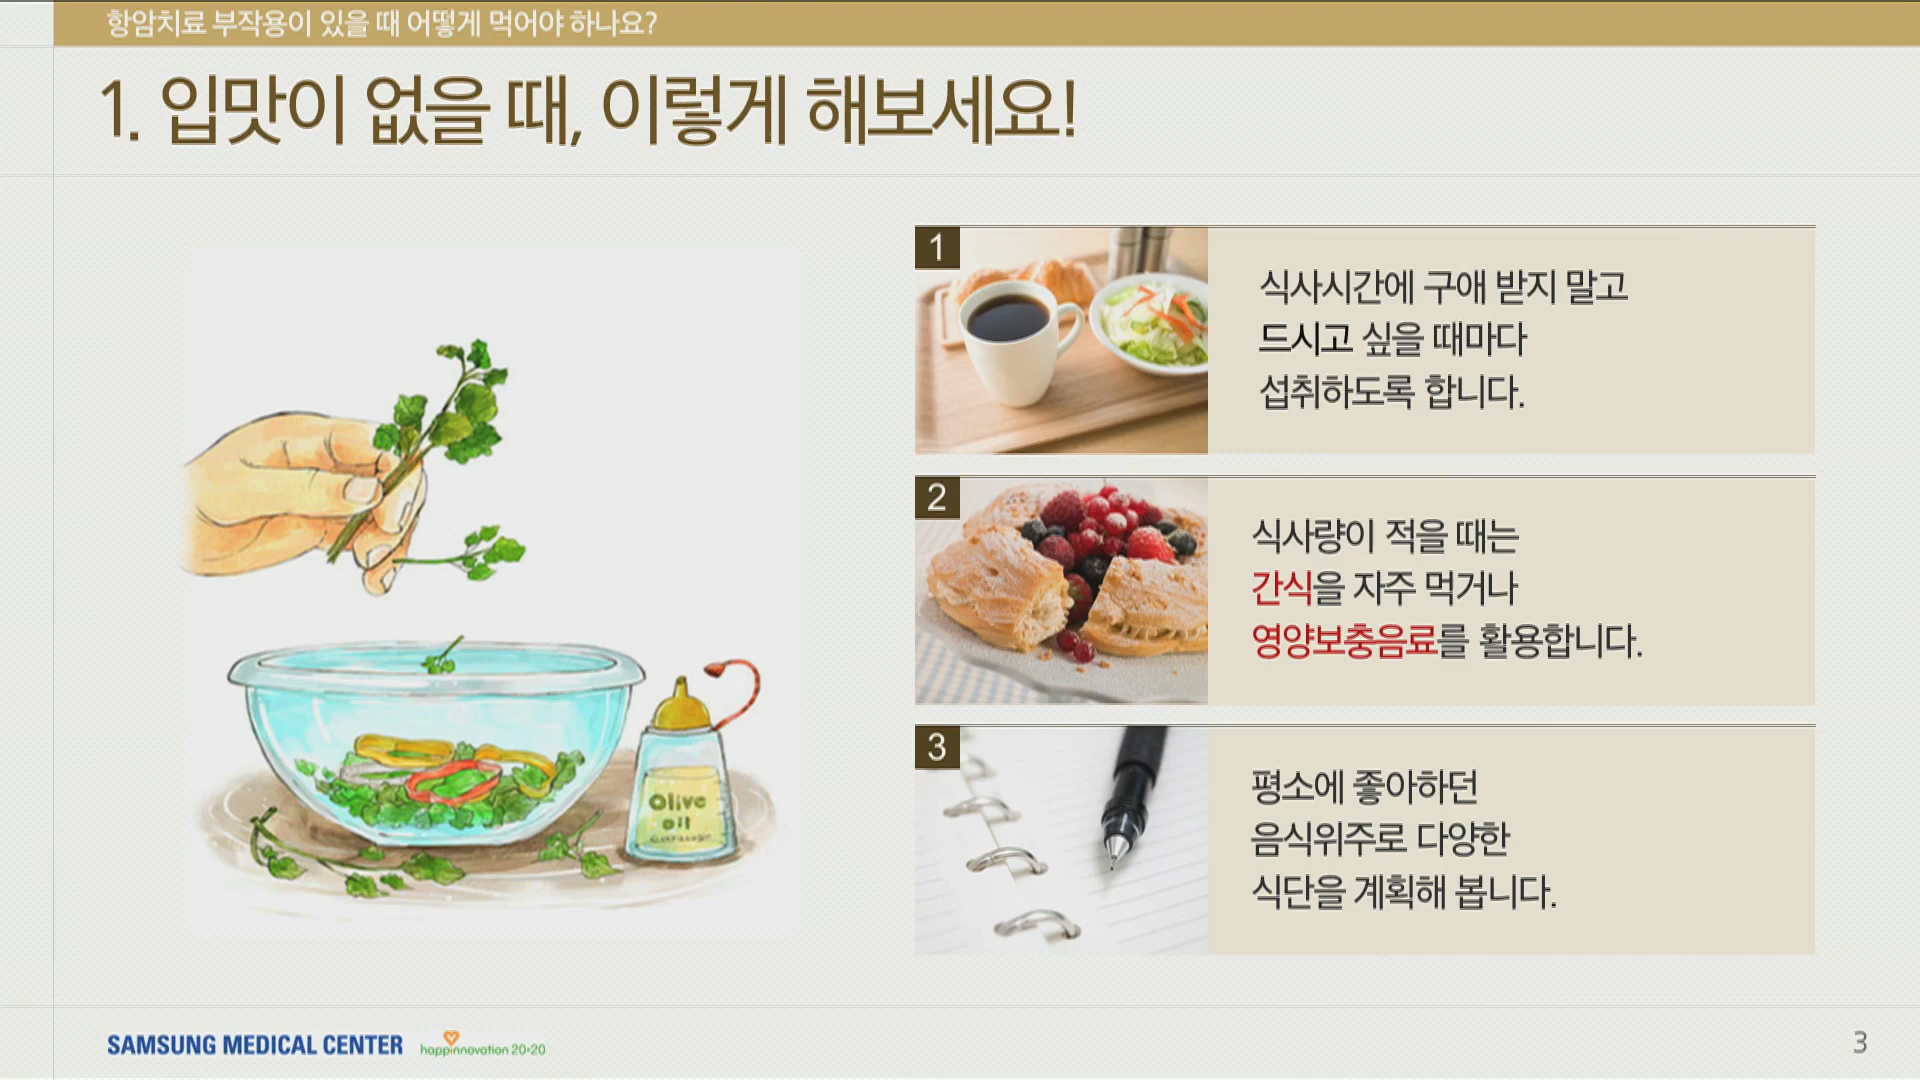 항암치료 부작용이 있을 때 어떻게 먹어야 하나요?
1. 입맛이 없을 때, 이렇게 해보세요!
1
식사시간에 구애 받지 말고
드시고 싶을 때마다
섭취하도록 합니다.
2
식사량이 적을 때는
간식을 자주 먹거나
영양보충음료를 활용합니다.
3
평소에 좋아하던
음식위주로 다양한
식단을 계획해 봅니다.
Olive
oil
SAMSUNG MEDICAL CENTER
happinnovation 20×20
3